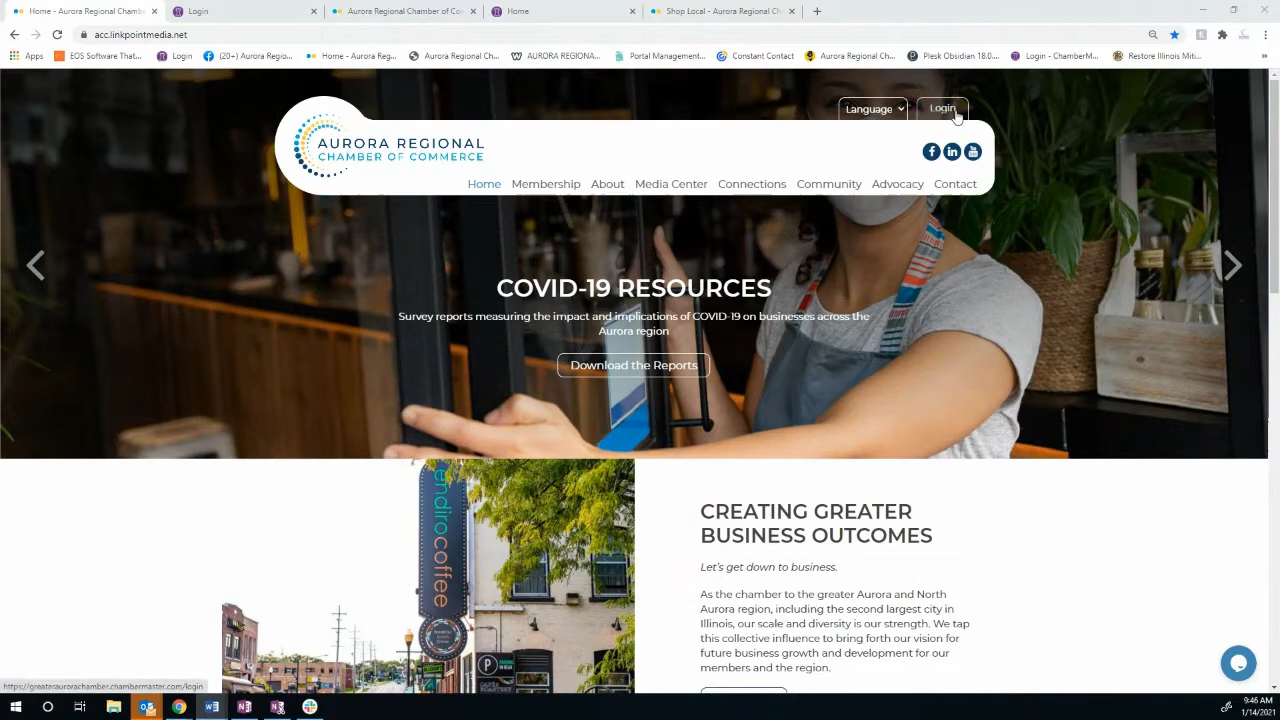 Home - Aurora Regional Chamb
Login
Aurora Regional Chamber of Co
Home
Shop Local - Aurora Regional Ch
acc.linkpointmedia.net
Apps
EOS Software That...
Login
(20+) Aurora Regio...
Home - Aurora Reg...
Aurora Regional Ch...
AURORA REGIONA...
Portal Management...
Constant Contact
Aurora Regional Ch...
Plesk Obsidian 18.0....
Login - ChamberM...
Restore Illinois Miti...
Language
Login
AURORA REGIONAL
CHAMBER OF COMMERCE
Home
Membership
About
Media Center
Connections
Community
Advocacy
Contact
COVID-19 RESOURCES
Survey reports measuring the impact and implications of COVID-19 on businesses across the
Aurora region
Download the Reports
endirocoffee
CREATING GREATER
BUSINESS OUTCOMES
Let's get down to business.
As the chamber to the greater Aurora and North
Aurora region, including the second largest city in
Illinois, our scale and diversity is our strength. We tap
this collective influence to bring forth our vision for
future business growth and development for our
members and the region.
https://greateraurorachamber.chambermaster.com/login
9:46 AM
1/14/2021